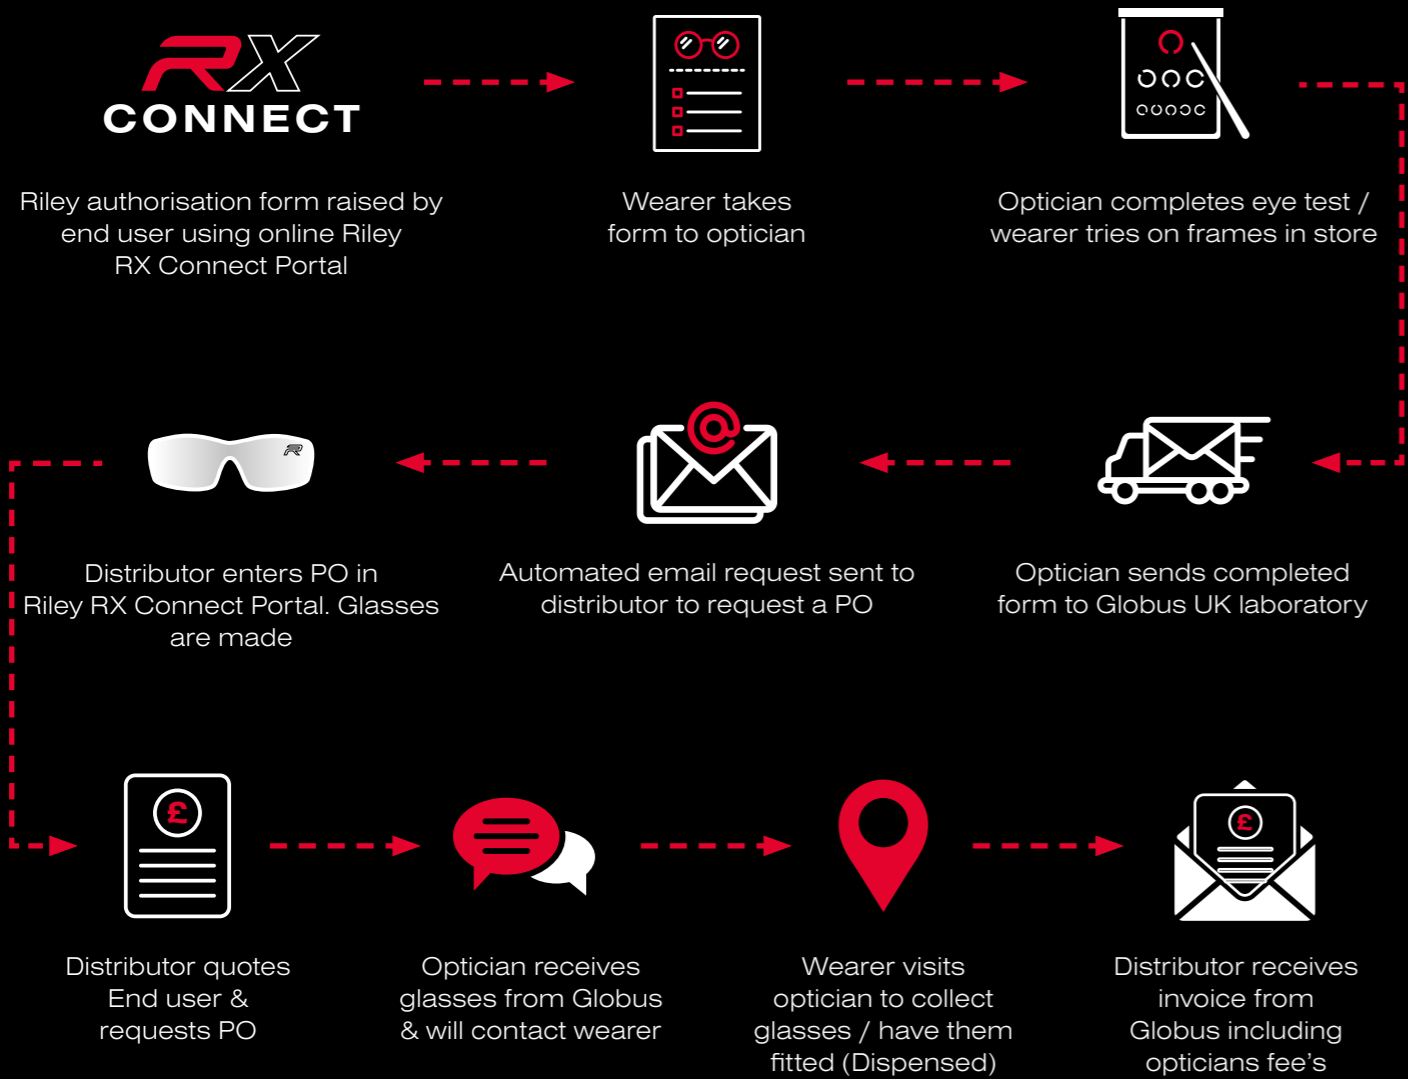 RX
CONNECT
Riley authorisation form raised by
end user using online Riley
RX Connect Portal
Wearer takes
form to optician
Optician completes eye test /
wearer tries on frames in store
Distributor enters PO in
Riley RX Connect Portal. Glasses
are made
@
Automated email request sent to
distributor to request a PO
Optician sends completed
form to Globus UK laboratory
£
Distributor quotes
End user &
requests PO
Optician receives
glasses from Globus
& will contact wearer
Wearer visits
optician to collect
glasses / have them
fitted (Dispensed)
£
Distributor receives
invoice from
Globus including
opticians fee's